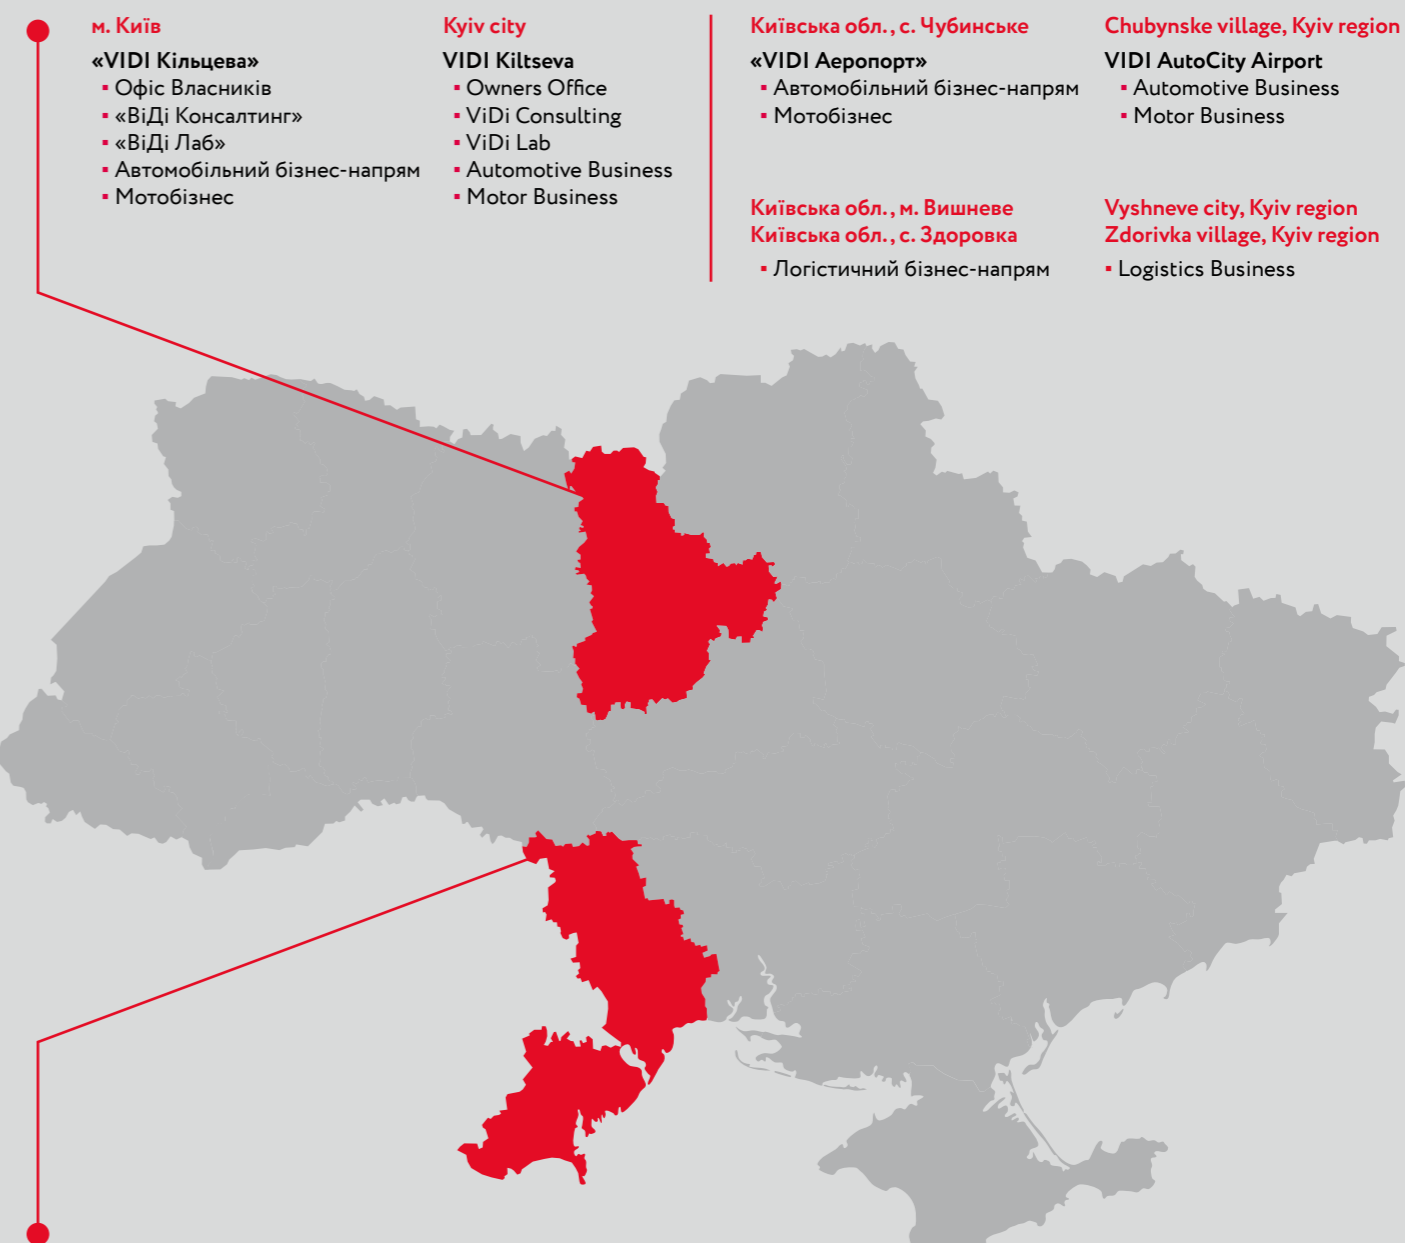 м. Київ
«VIDI Кільцева»
▪ Офіс Власників
▪ «ВіДі Консалтинг»
▪ «ВіДі Лаб»
▪ Автомобільний бізнес-напрям
▪ Мотобізнес
Kyiv city
VIDI Kiltseva
▪ Owners Office
▪ ViDi Consulting
▪ ViDi Lab
▪ Automotive Business
▪ Motor Business
Київська обл., с. Чубинське
«VIDI Аеропорт»
▪ Автомобільний бізнес-напрям
▪ Мотобізнес
Chubynske village, Kyiv region
VIDI AutoCity Airport
▪ Automotive Business
▪ Motor Business
Київська обл., м. Вишневе
Київська обл., с. Здоровка
▪ Логістичний бізнес-напрям
Vyshneve city, Kyiv region
Zdorivka village, Kyiv region
▪ Logistics Business